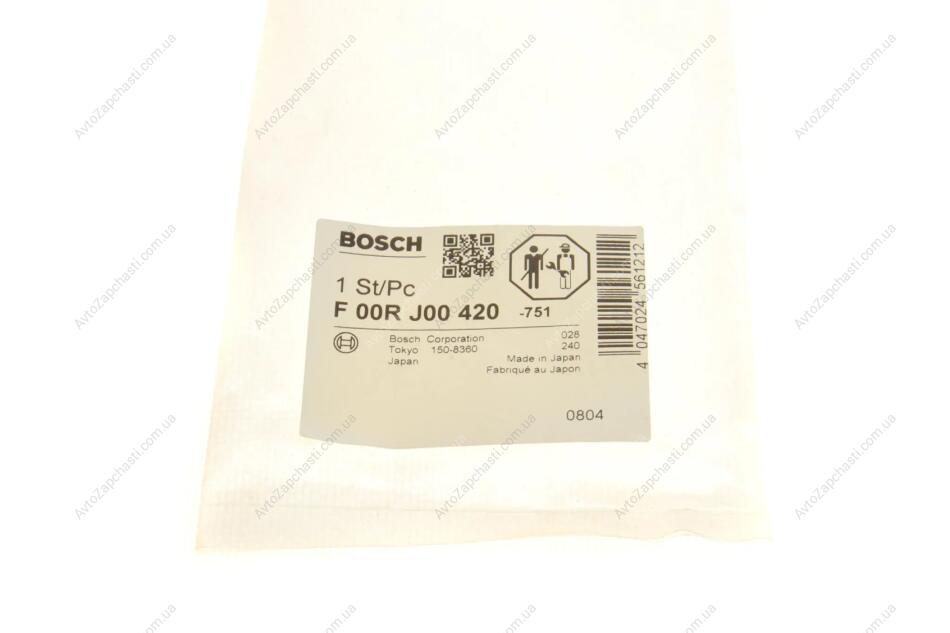 BOSCH
1 St/Pc
F 00R J00 420 -751
Bosch Corporation 028
Tokyo 150-8360 240
Japan Made in Japan
Fabriqué au Japon
0804
4 047024 561212
AvtoZapchasti.com.ua